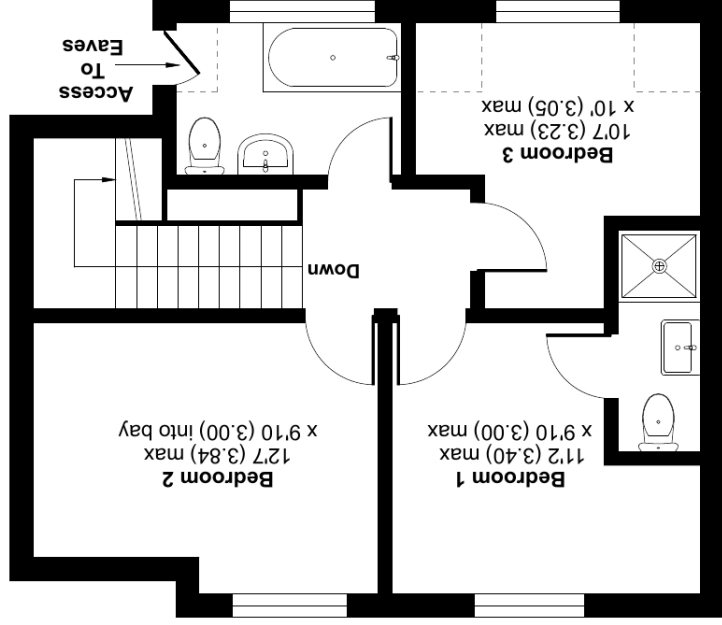 Bedroom 1
11'2 (3.40) max
x 9'10 (3.00) max
Bedroom 2
12'7 (3.84) max
x 9'10 (3.00) into bay
Down
Bedroom 3
10'7 (3.23) max
x 10' (3.05) max
Access
To
Eaves